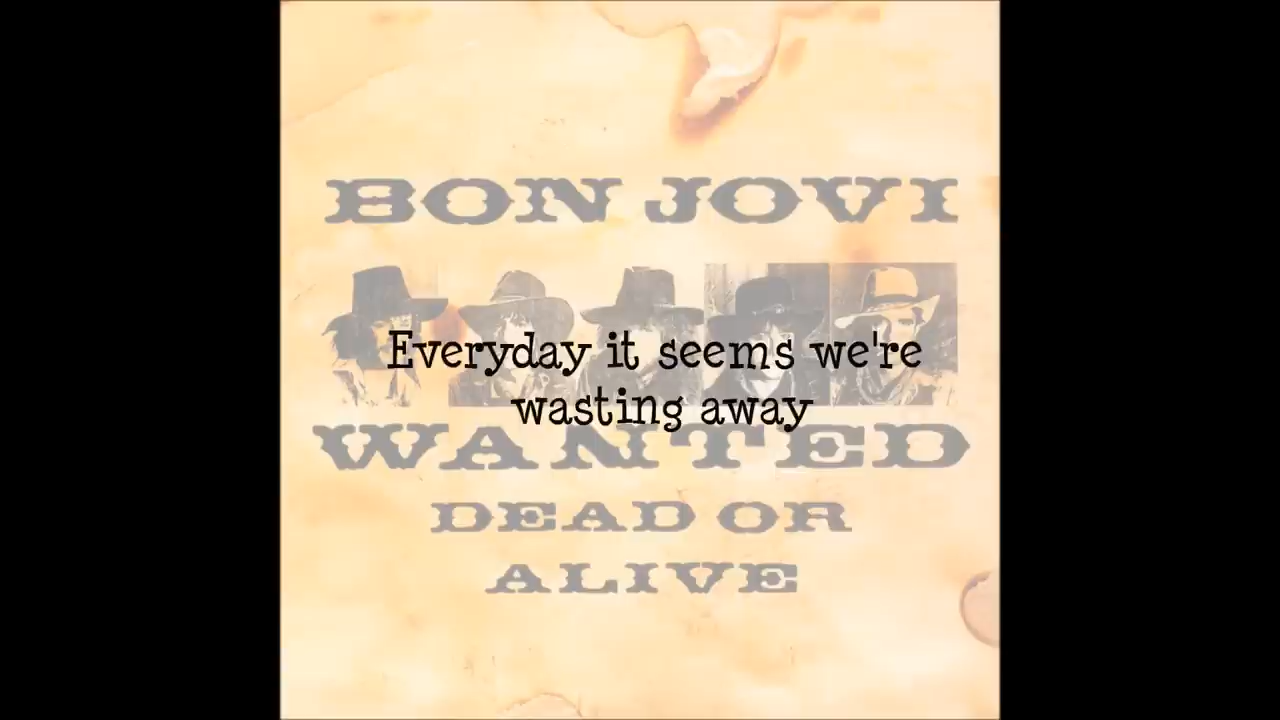 BON JOVI
Everyday it seems we're
wasting away
WANTED
DEAD OR
ALIVE